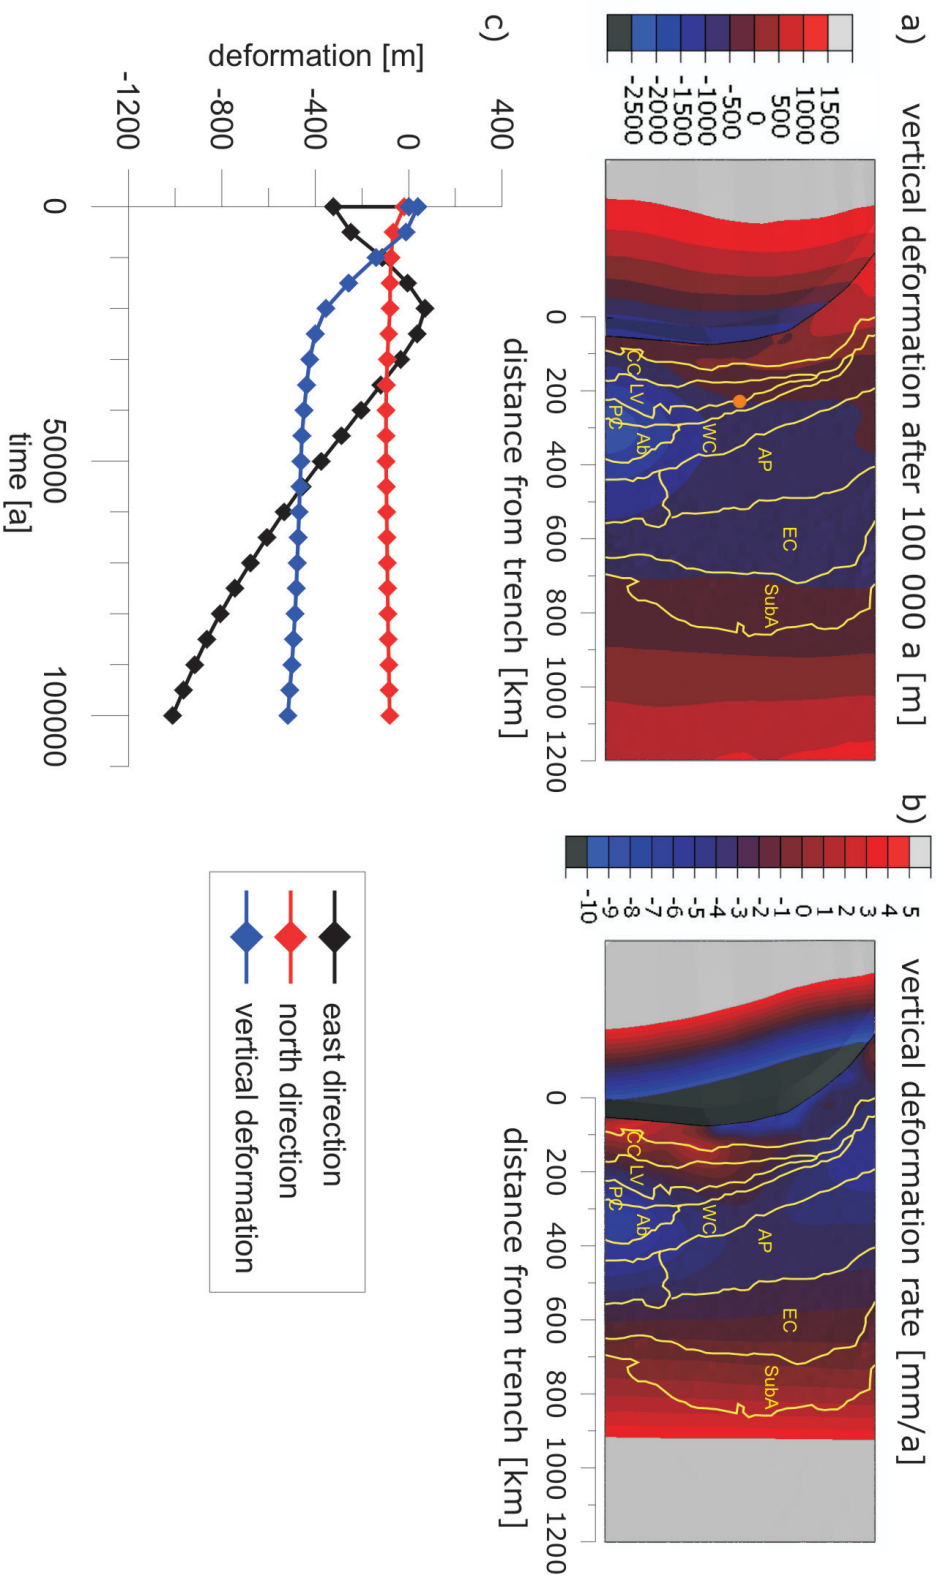 a)
vertical deformation after 100 000 a [m]
1500
1000
500
0
-500
-1000
-1500
-2000
-2500
CC
LV
PC
Ab
WC
AP
EC
SubA
0 200 400 600 800 1000 1200
distance from trench [km]
b)
vertical deformation rate [mm/a]
5
4
3
2
1
0
-1
-2
-3
-4
-5
-6
-7
-8
-9
-10
CC
LV
PC
Ab
WC
AP
EC
SubA
0 200 400 600 800 1000 1200
distance from trench [km]
c)
deformation [m]
400
0
-400
-800
-1200
0 50000 100000
time [a]
east direction
north direction
vertical deformation